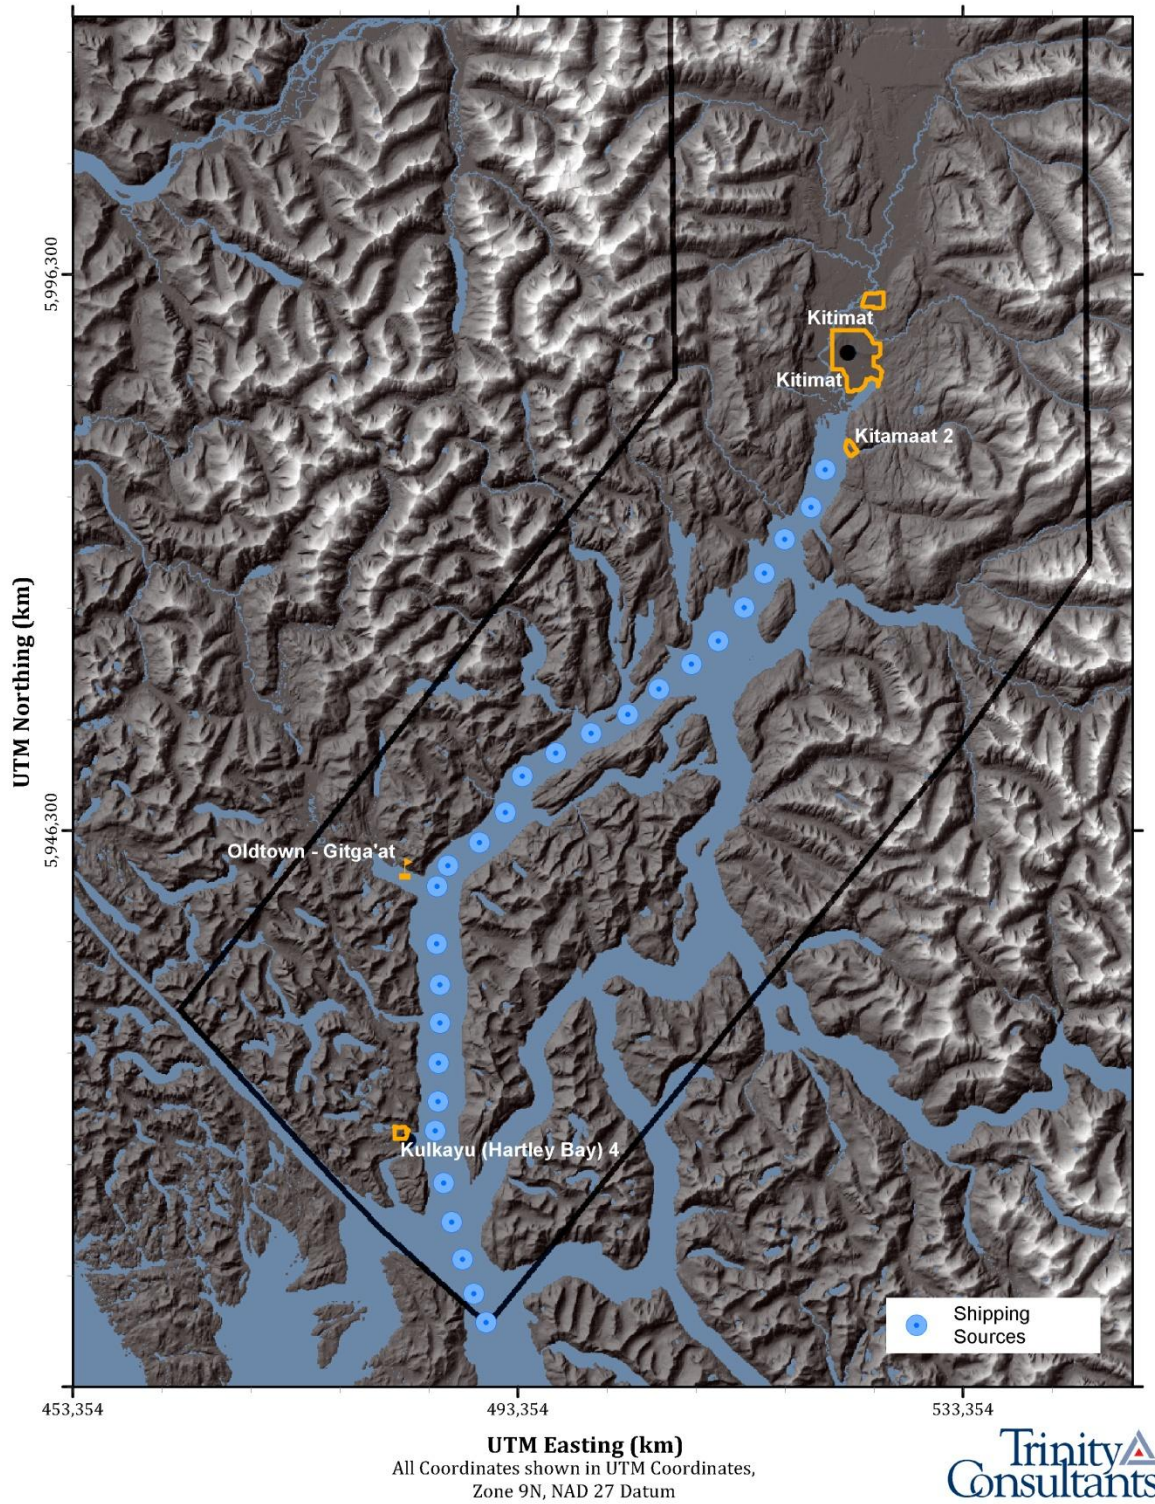 5,996,300
Kitimat
Kitimat
Kitamaat 2
UTM Northing (km)
5,946,300
Oldtown - Gitga'at
Kulkayu (Hartley Bay) 4
Shipping
Sources
453,354
493,354
533,354
UTM Easting (km)
All Coordinates shown in UTM Coordinates,
Zone 9N, NAD 27 Datum
Trinity
Consultants